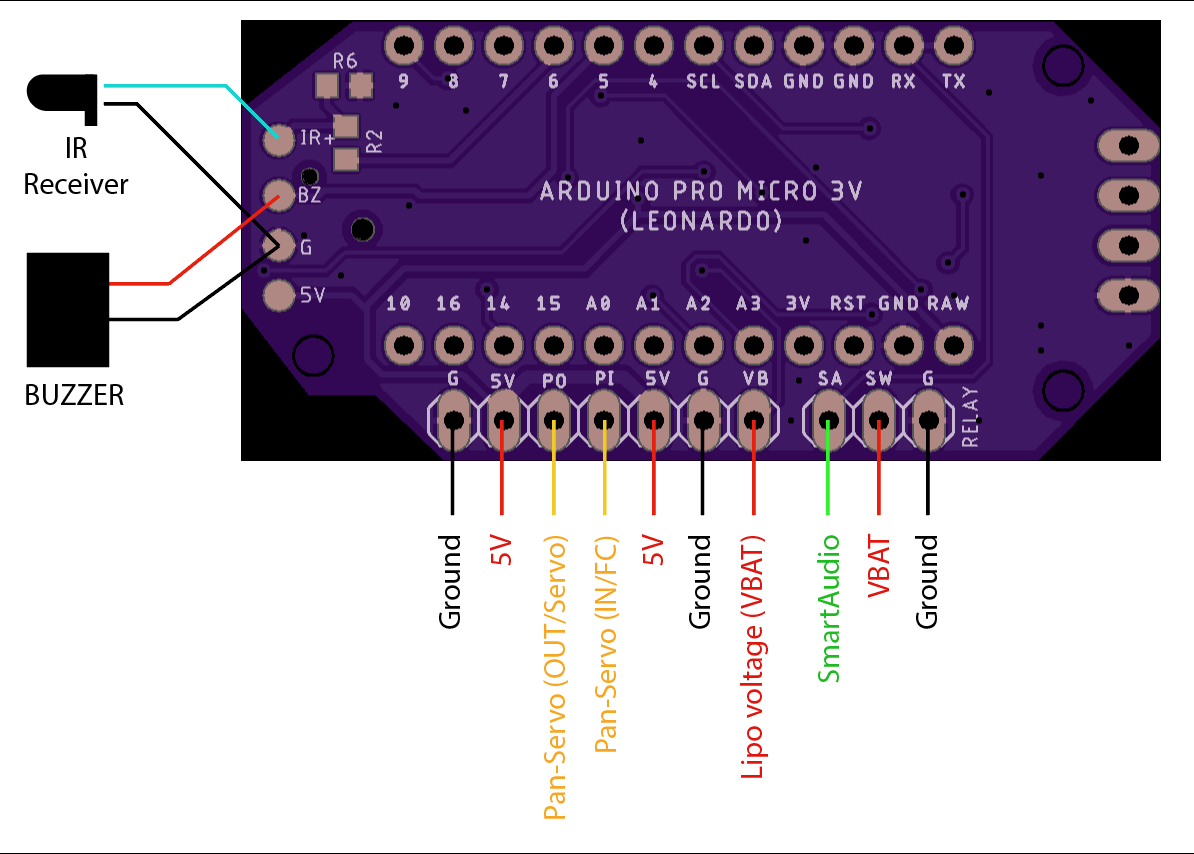 R6
9 8 7 6 5 4 SCL SDA GND GND RX TX
IR+
R2
IR
Receiver
BZ
ARDUINO PRO MICRO 3V
(LEONARDO)
G
5V
10 16 14 15 A0 A1 A2 A3 3V RST GND RAW
BUZZER
G 5V PO PI 5V G VB SA SW G
RELAY
Ground
5V
Pan-Servo (OUT/Servo)
Pan-Servo (IN/FC)
5V
Ground
Lipo voltage (VBAT)
SmartAudio
VBAT
Ground